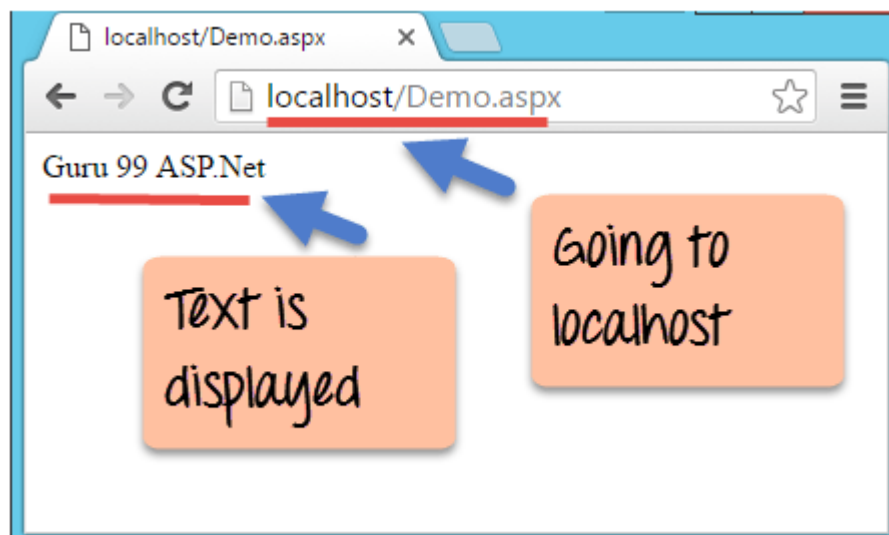 localhost/Demo.aspx
localhost/Demo.aspx
Guru 99 ASP.Net
Going to
localhost
Text is
displayed